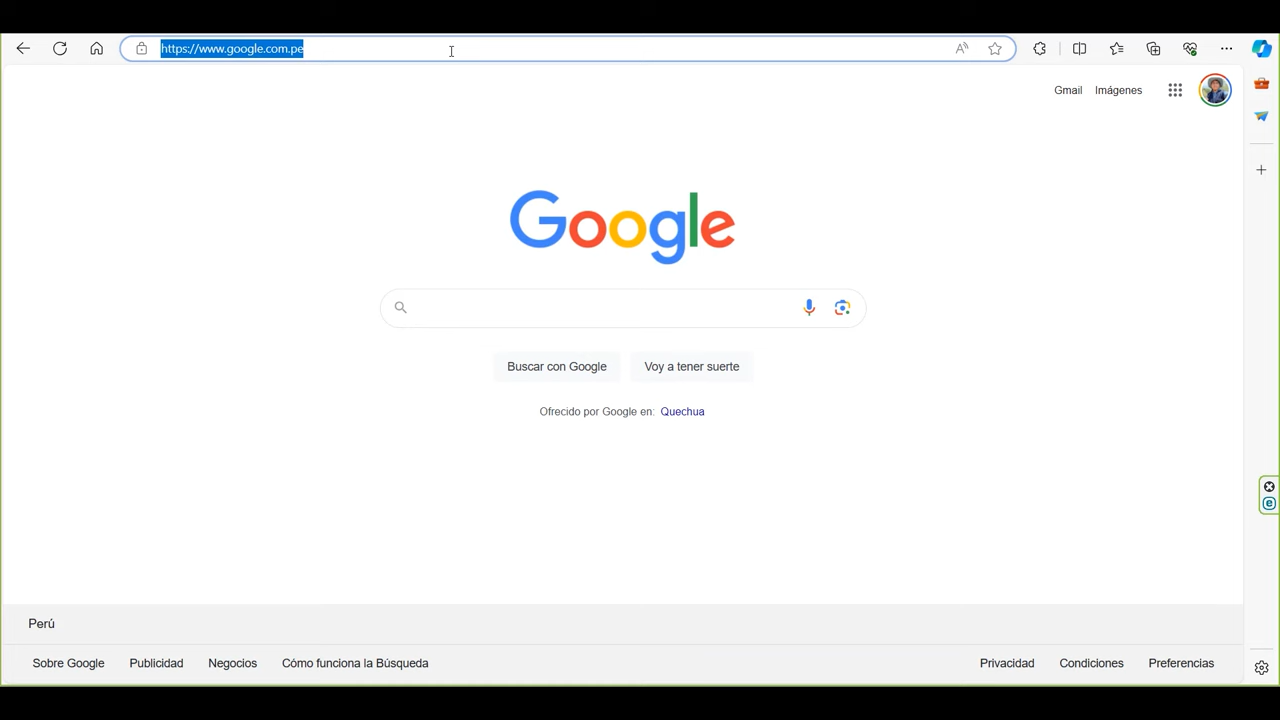 https://www.google.com.pe
Gmail Imágenes
Google
Buscar con Google Voy a tener suerte
Ofrecido por Google en: Quechua
Perú
Sobre Google Publicidad Negocios Cómo funciona la Búsqueda Privacidad Condiciones Preferencias